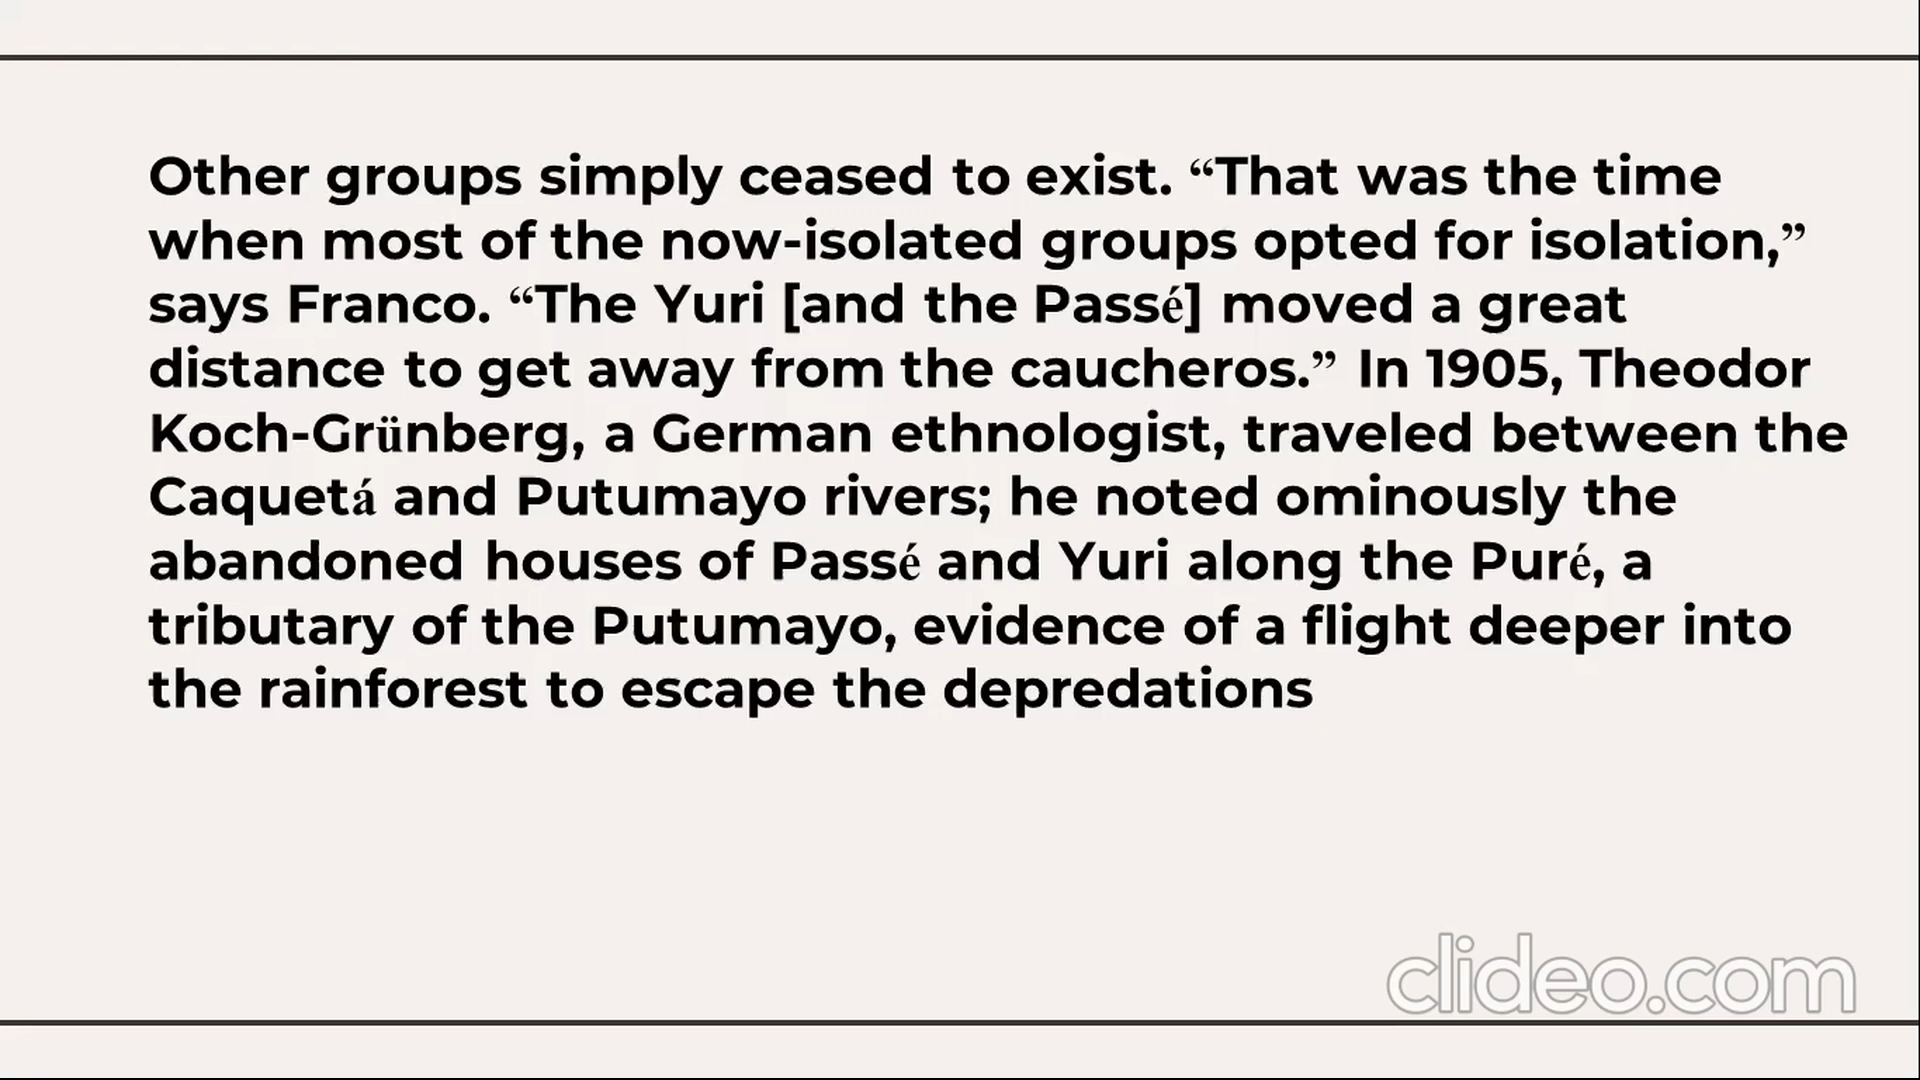 Other groups simply ceased to exist. “That was the time
when most of the now-isolated groups opted for isolation,”
says Franco. “The Yuri [and the Passé] moved a great
distance to get away from the caucheros.” In 1905, Theodor
Koch-Grünberg, a German ethnologist, traveled between the
Caquetá and Putumayo rivers; he noted ominously the
abandoned houses of Passé and Yuri along the Puré, a
tributary of the Putumayo, evidence of a flight deeper into
the rainforest to escape the depredations
clideo.com